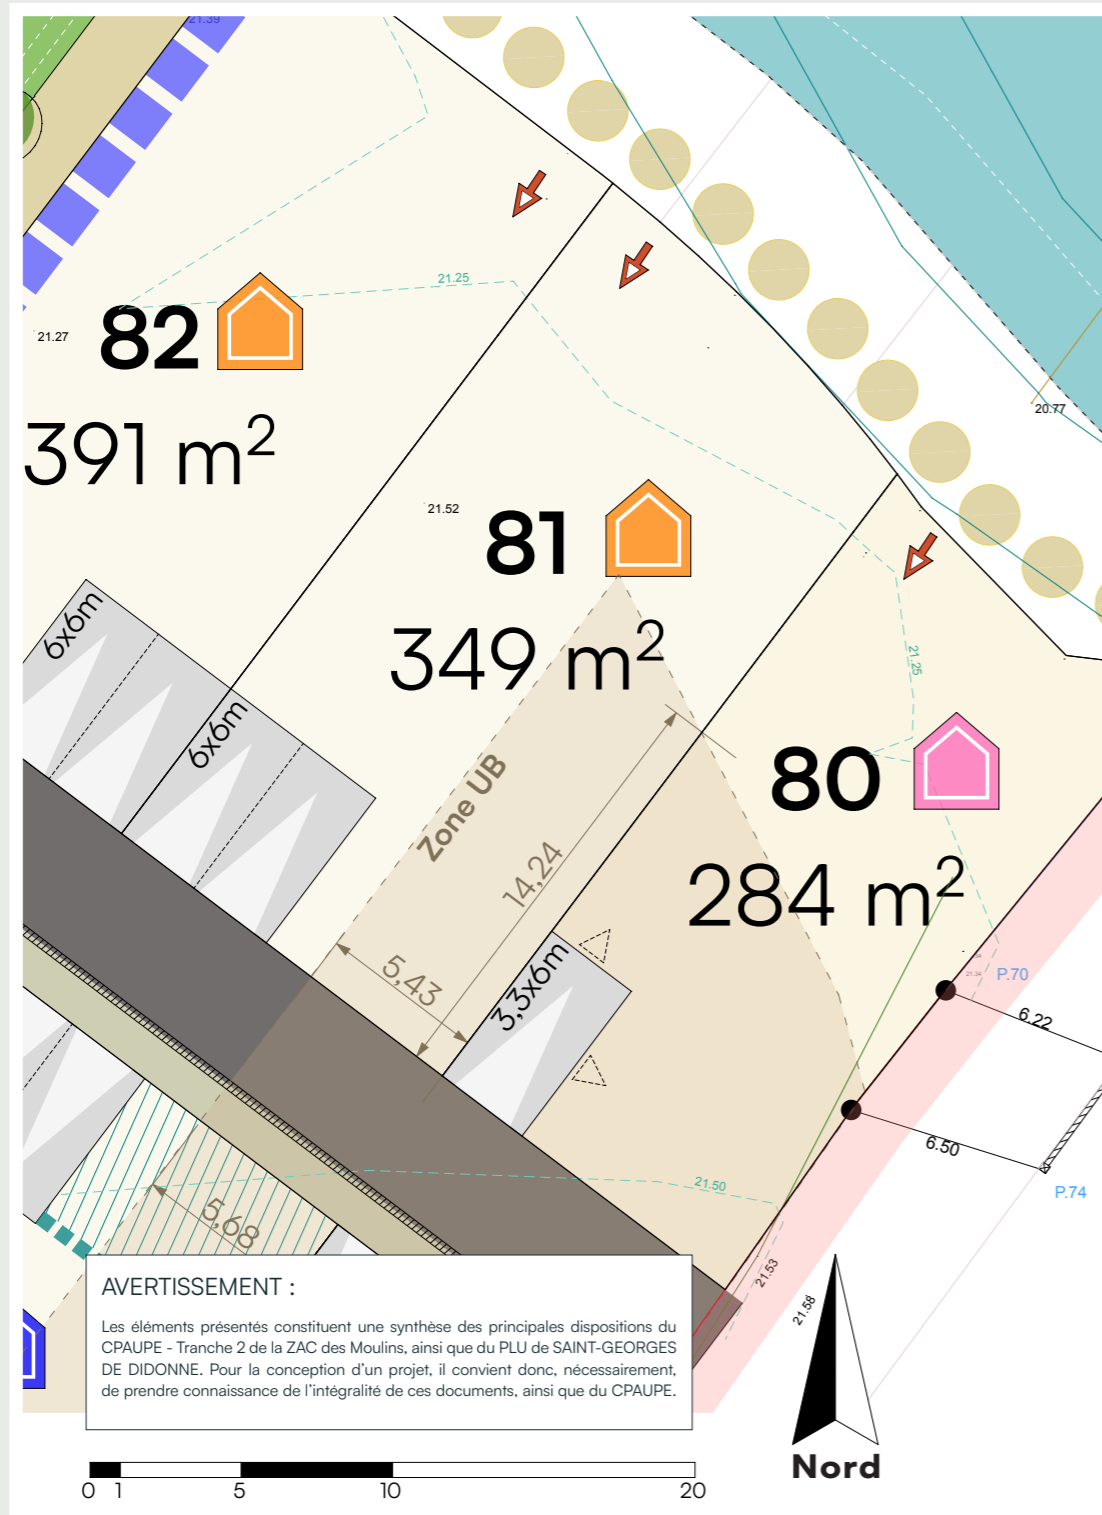 21.39
21.25
21.27
82
391 m²
20.77
21.52
81
349 m²
6x6m
6x6m
21.25
Zone UB
14,24
80
284 m²
5,43
3,3x6m
21.34
P.70
6.22
6.50
P.74
21.50
5,68
21.53
21.58
AVERTISSEMENT :
Les éléments présentés constituent une synthèse des principales dispositions du
CPAUPE - Tranche 2 de la ZAC des Moulins, ainsi que du PLU de SAINT-GEORGES
DE DIDONNE. Pour la conception d'un projet, il convient donc, nécessairement,
de prendre connaissance de l'intégralité de ces documents, ainsi que du CPAUPE.
0 1 5 10 20
Nord